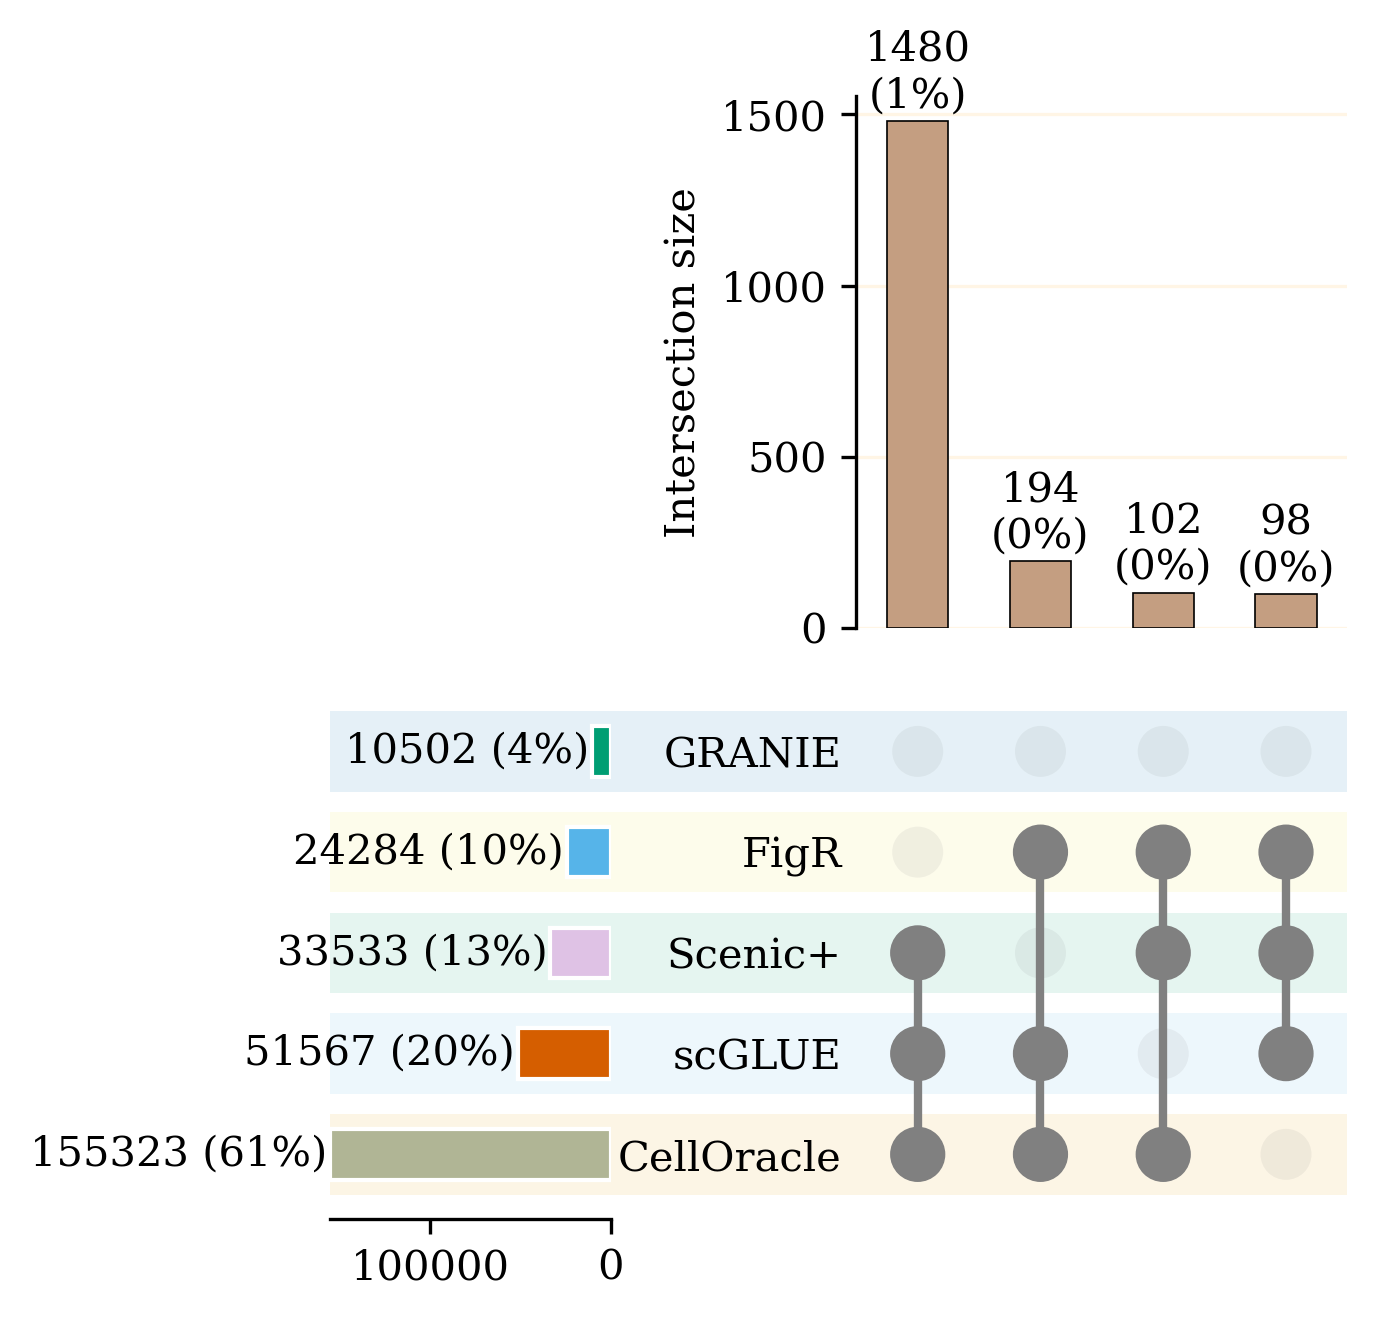 1480
(1%)
1500
1000
500
0
Intersection size
194
(0%)
102
(0%)
98
(0%)
10502 (4%) GRANIE
24284 (10%) FigR
33533 (13%) Scenic+
51567 (20%) scGLUE
155323 (61%) CellOracle
100000 0